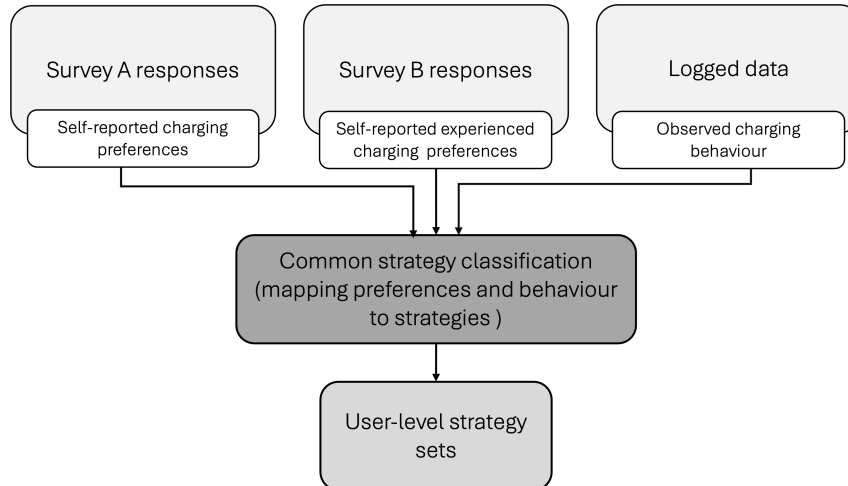 Survey A responses
Survey B responses
Logged data
Self-reported charging
preferences
Self-reported experienced
charging preferences
Observed charging
behaviour
Common strategy classification
(mapping preferences and behaviour
to strategies )
User-level strategy
sets